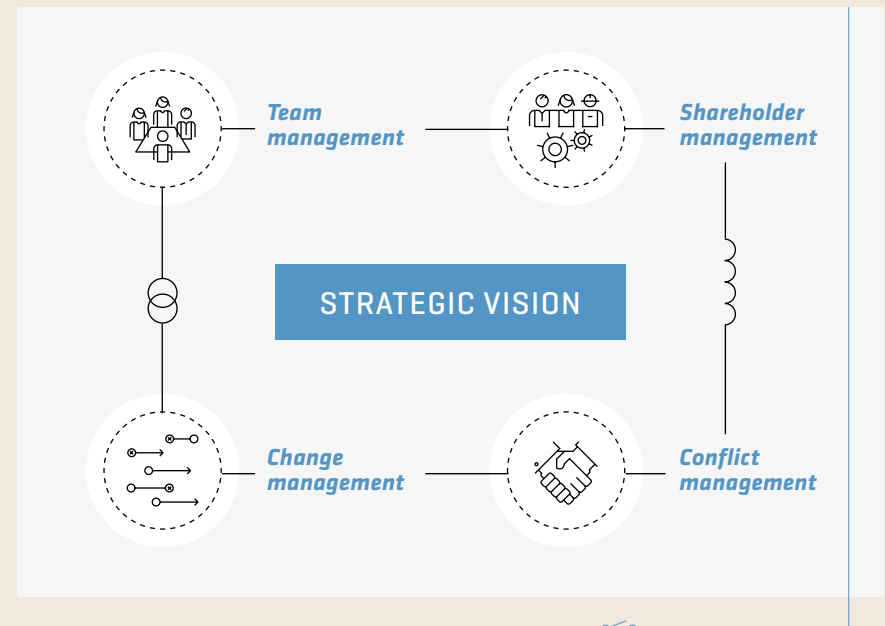 Team
management
Shareholder
management
STRATEGIC VISION
Change
management
Conflict
management